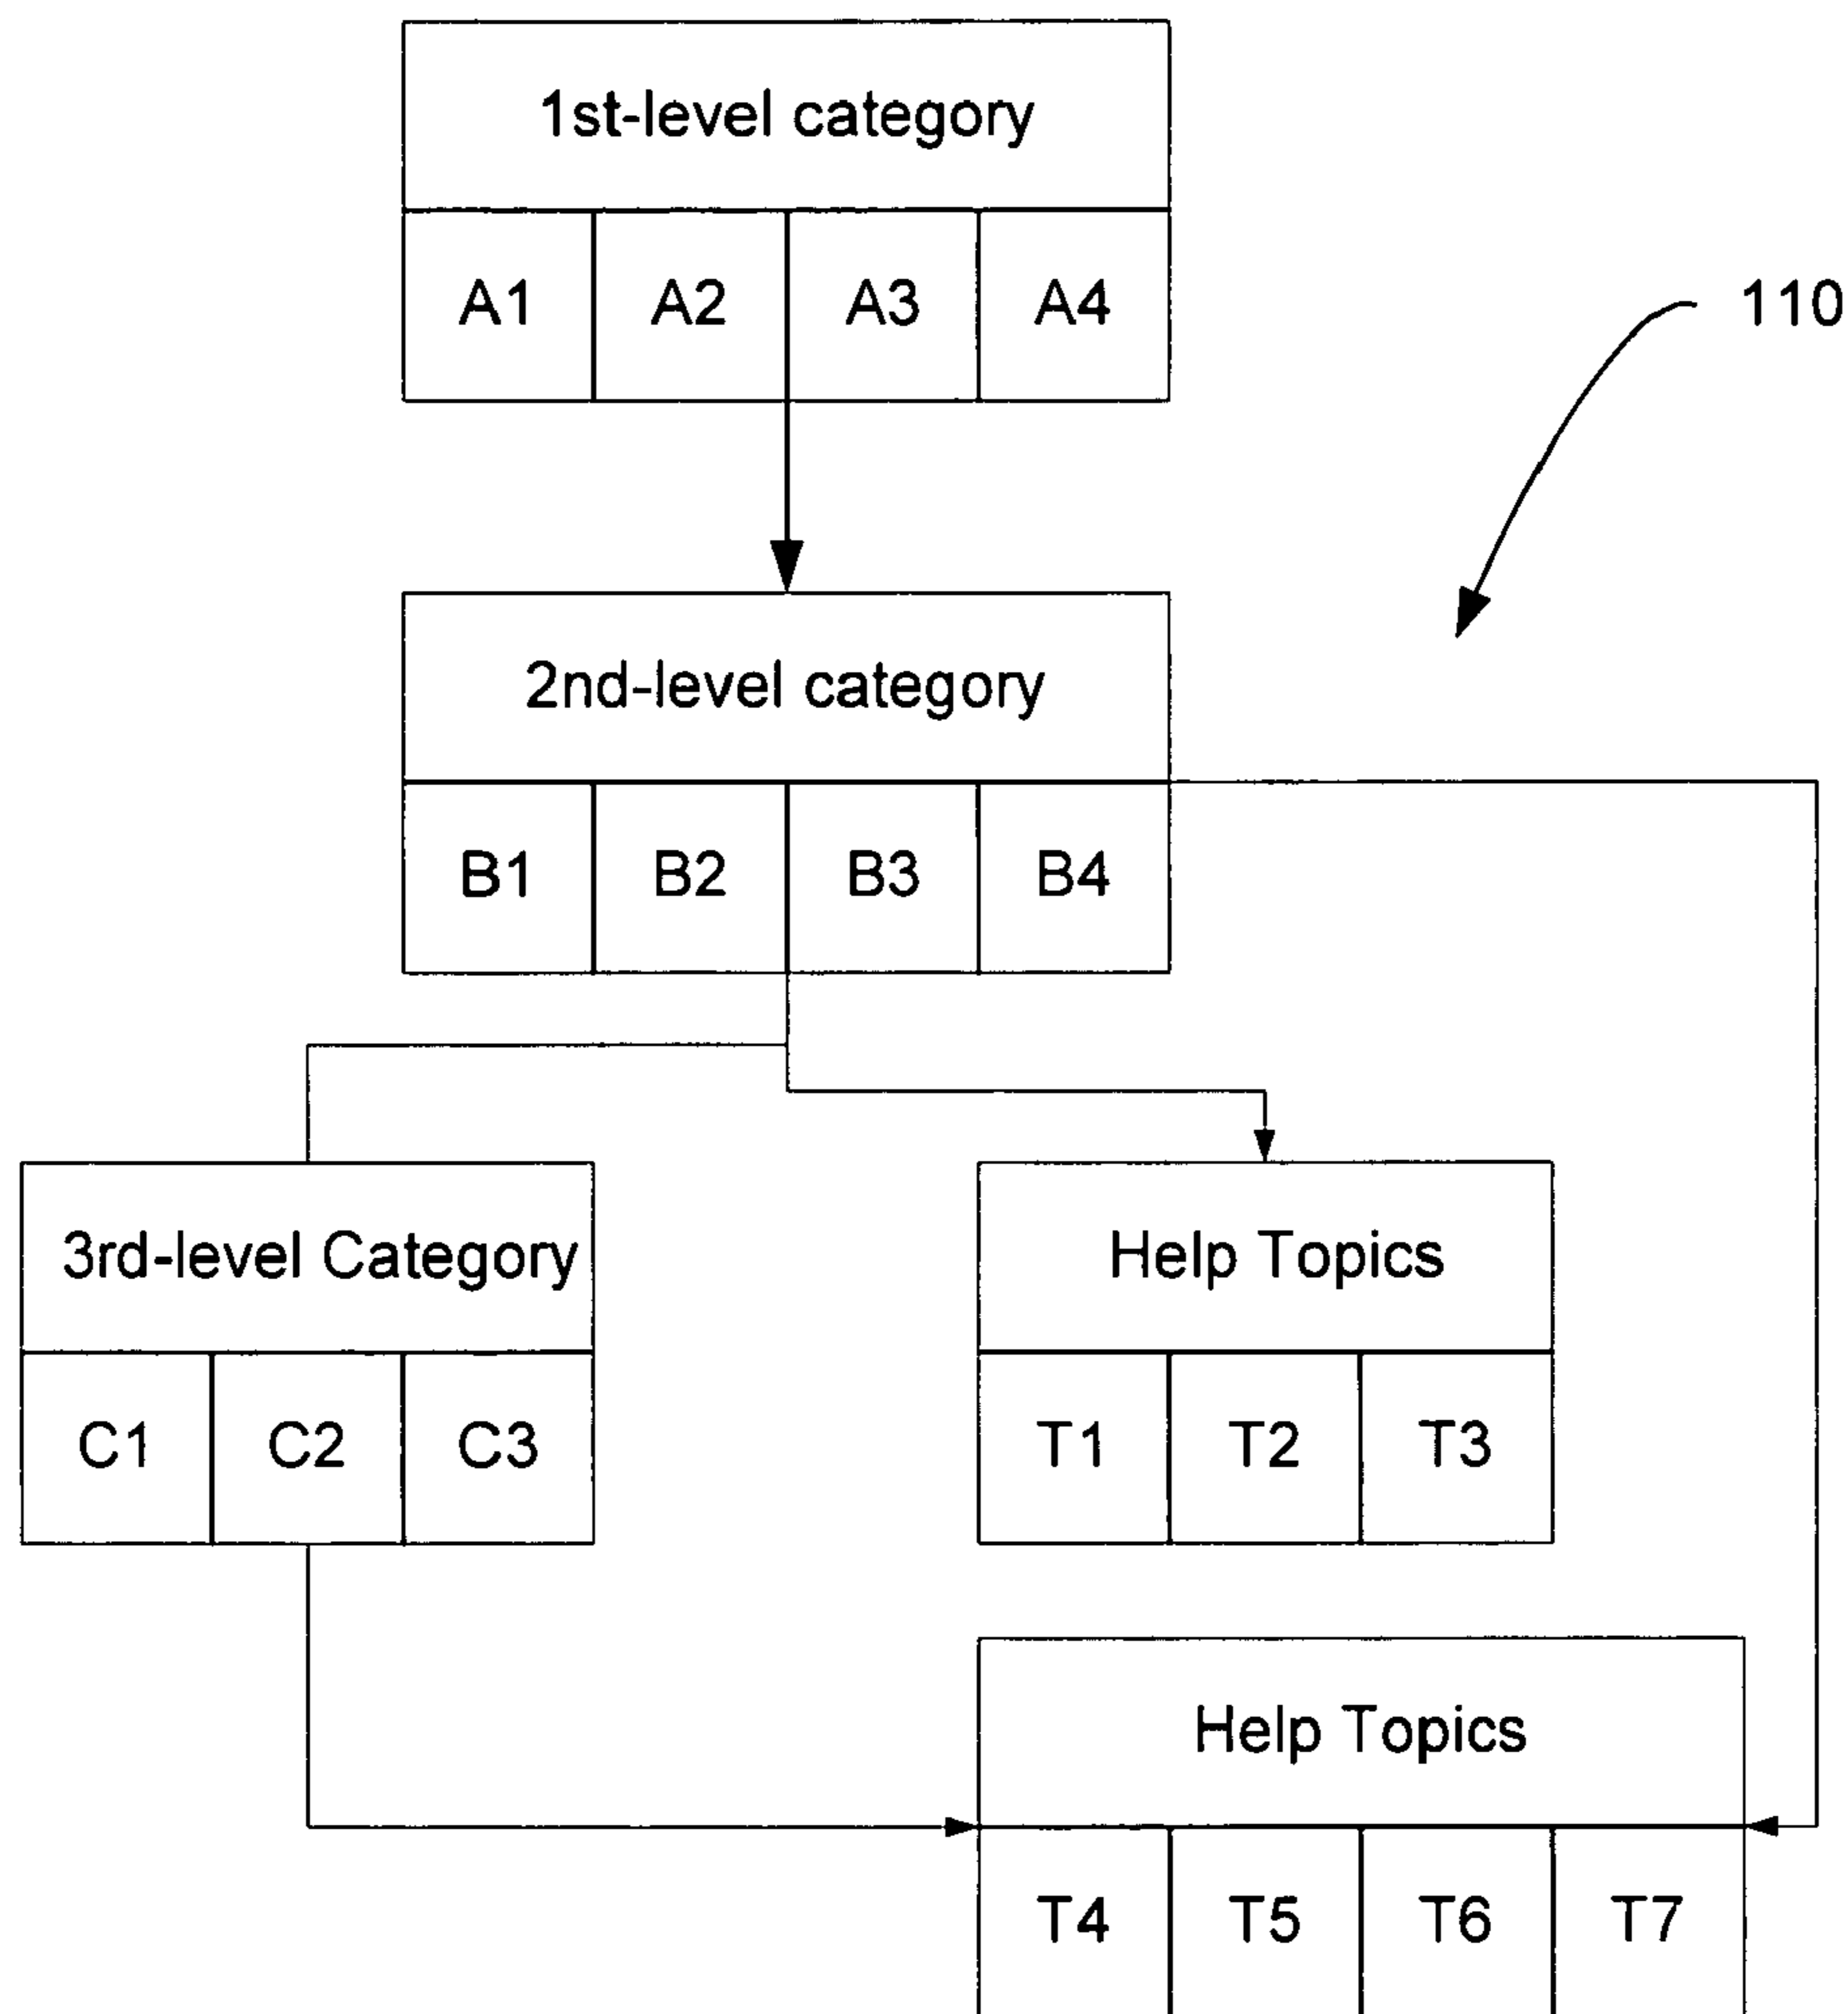 1st-level category
A1 A2 A3 A4
110
2nd-level category
B1 B2 B3 B4
3rd-level Category
Help Topics
C1 C2 C3
T1 T2 T3
Help Topics
T4 T5 T6 T7